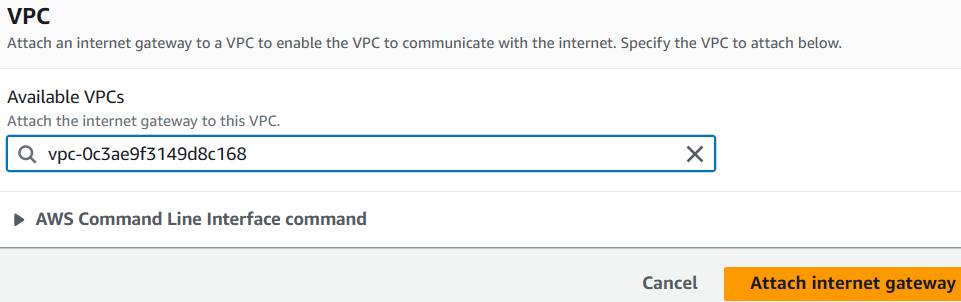 VPC
Attach an internet gateway to a VPC to enable the VPC to communicate with the internet. Specify the VPC to attach below.
Available VPCs
Attach the internet gateway to this VPC.
vpc-0c3ae9f3149d8c168
AWS Command Line Interface command
Cancel Attach internet gateway